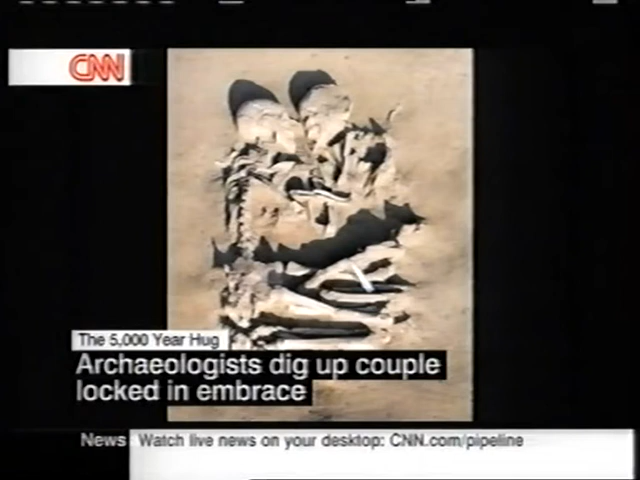 CNN
The 5,000 Year Hug
Archaeologists dig up couple
locked in embrace
News
Watch live news on your desktop: CNN.com/pipeline